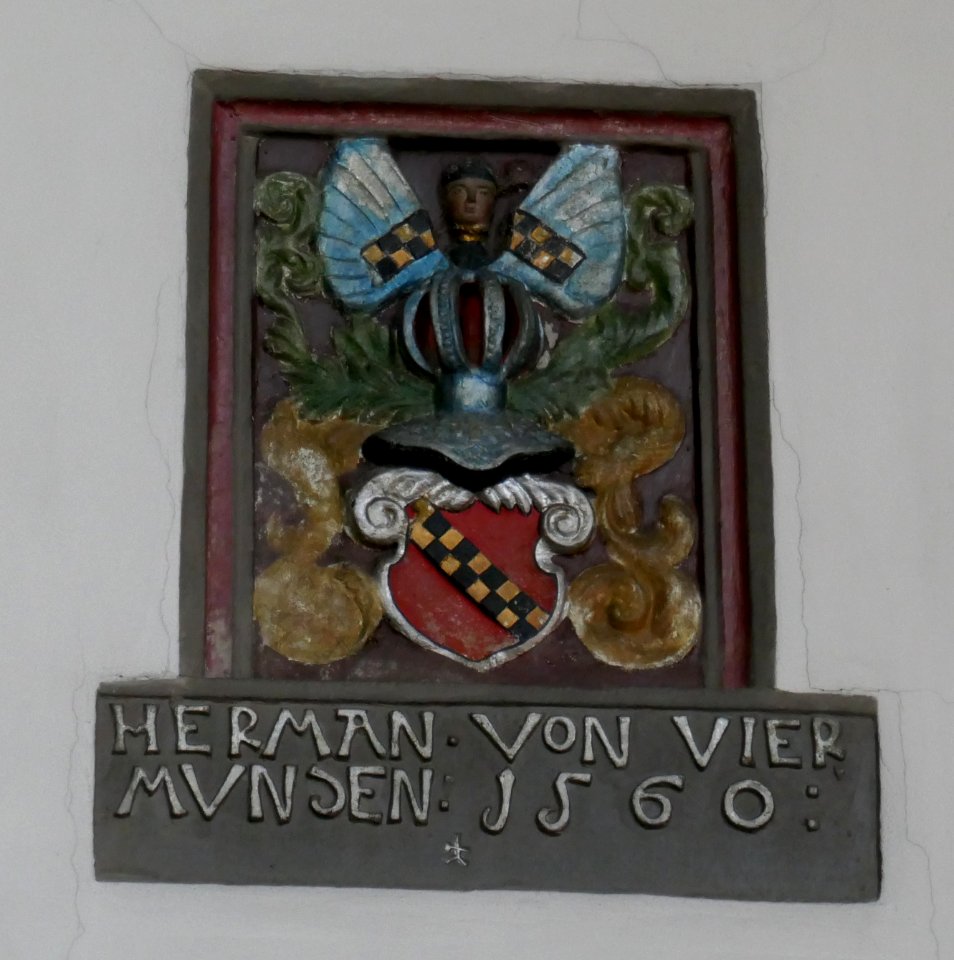 HERMAN · VON VIER
MVNSEN : 1560 :